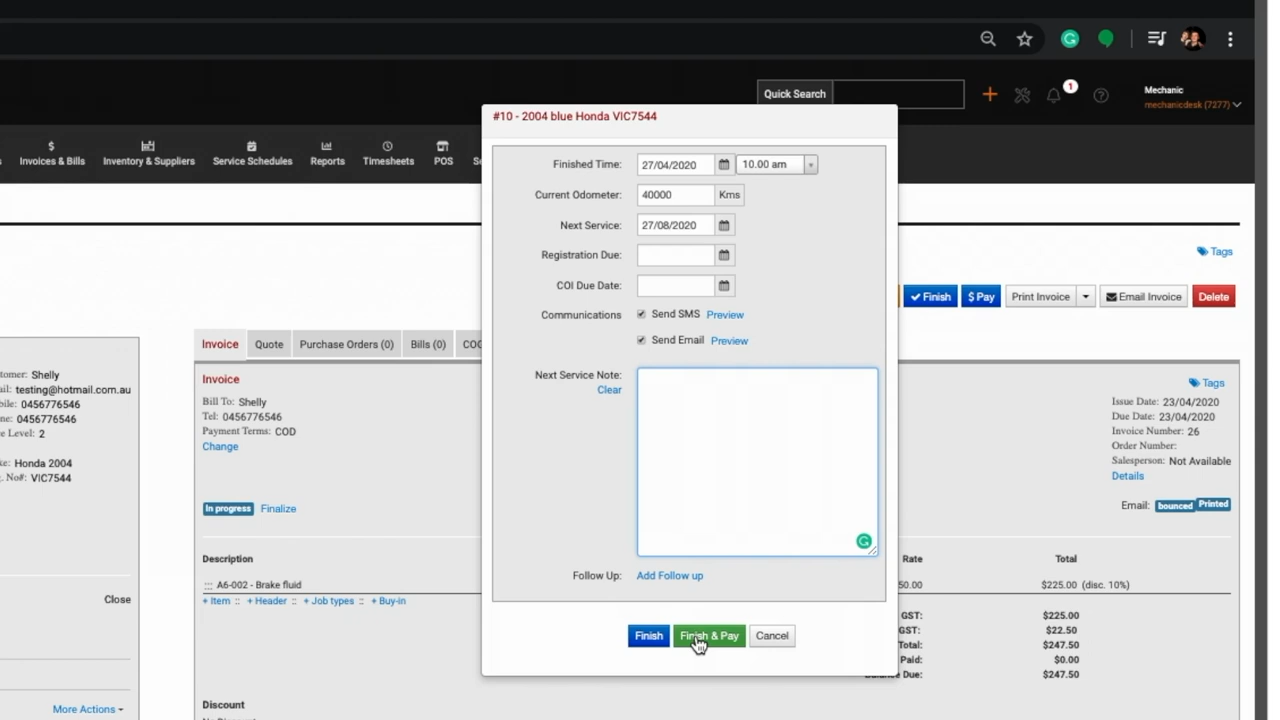 Quick Search
1
Mechanic
mechanicdesk (7277)
Invoices & Bills
Inventory & Suppliers
Service Schedules
Reports
Timesheets
POS
#10 - 2004 blue Honda VIC7544
Finished Time: 27/04/2020 10.00 am
Current Odometer: 40000 Kms
Next Service: 27/08/2020
Registration Due:
COI Due Date:
Communications Send SMS Preview
Send Email Preview
Next Service Note:
Clear
Follow Up: Add Follow up
Finish Finish & Pay Cancel
Tags
Finish $ Pay Print Invoice Email Invoice Delete
Invoice Quote Purchase Orders (0) Bills (0)
Shelly
testing@hotmail.com.au
0456776546
0456776546
Level: 2
Honda 2004
No#: VIC7544
Close
More Actions
Invoice
Bill To: Shelly
Tel: 0456776546
Payment Terms: COD
Change
In progress Finalize
Tags
Issue Date: 23/04/2020
Due Date: 23/04/2020
Invoice Number: 26
Order Number:
Salesperson: Not Available
Details
Email: bounced Printed
Description Rate Total
::: A6-002 - Brake fluid 50.00 $225.00 (disc. 10%)
+ Item :: + Header :: + Job types :: + Buy-in
GST: $225.00
GST: $22.50
Total: $247.50
Paid: $0.00
Due: $247.50
Discount